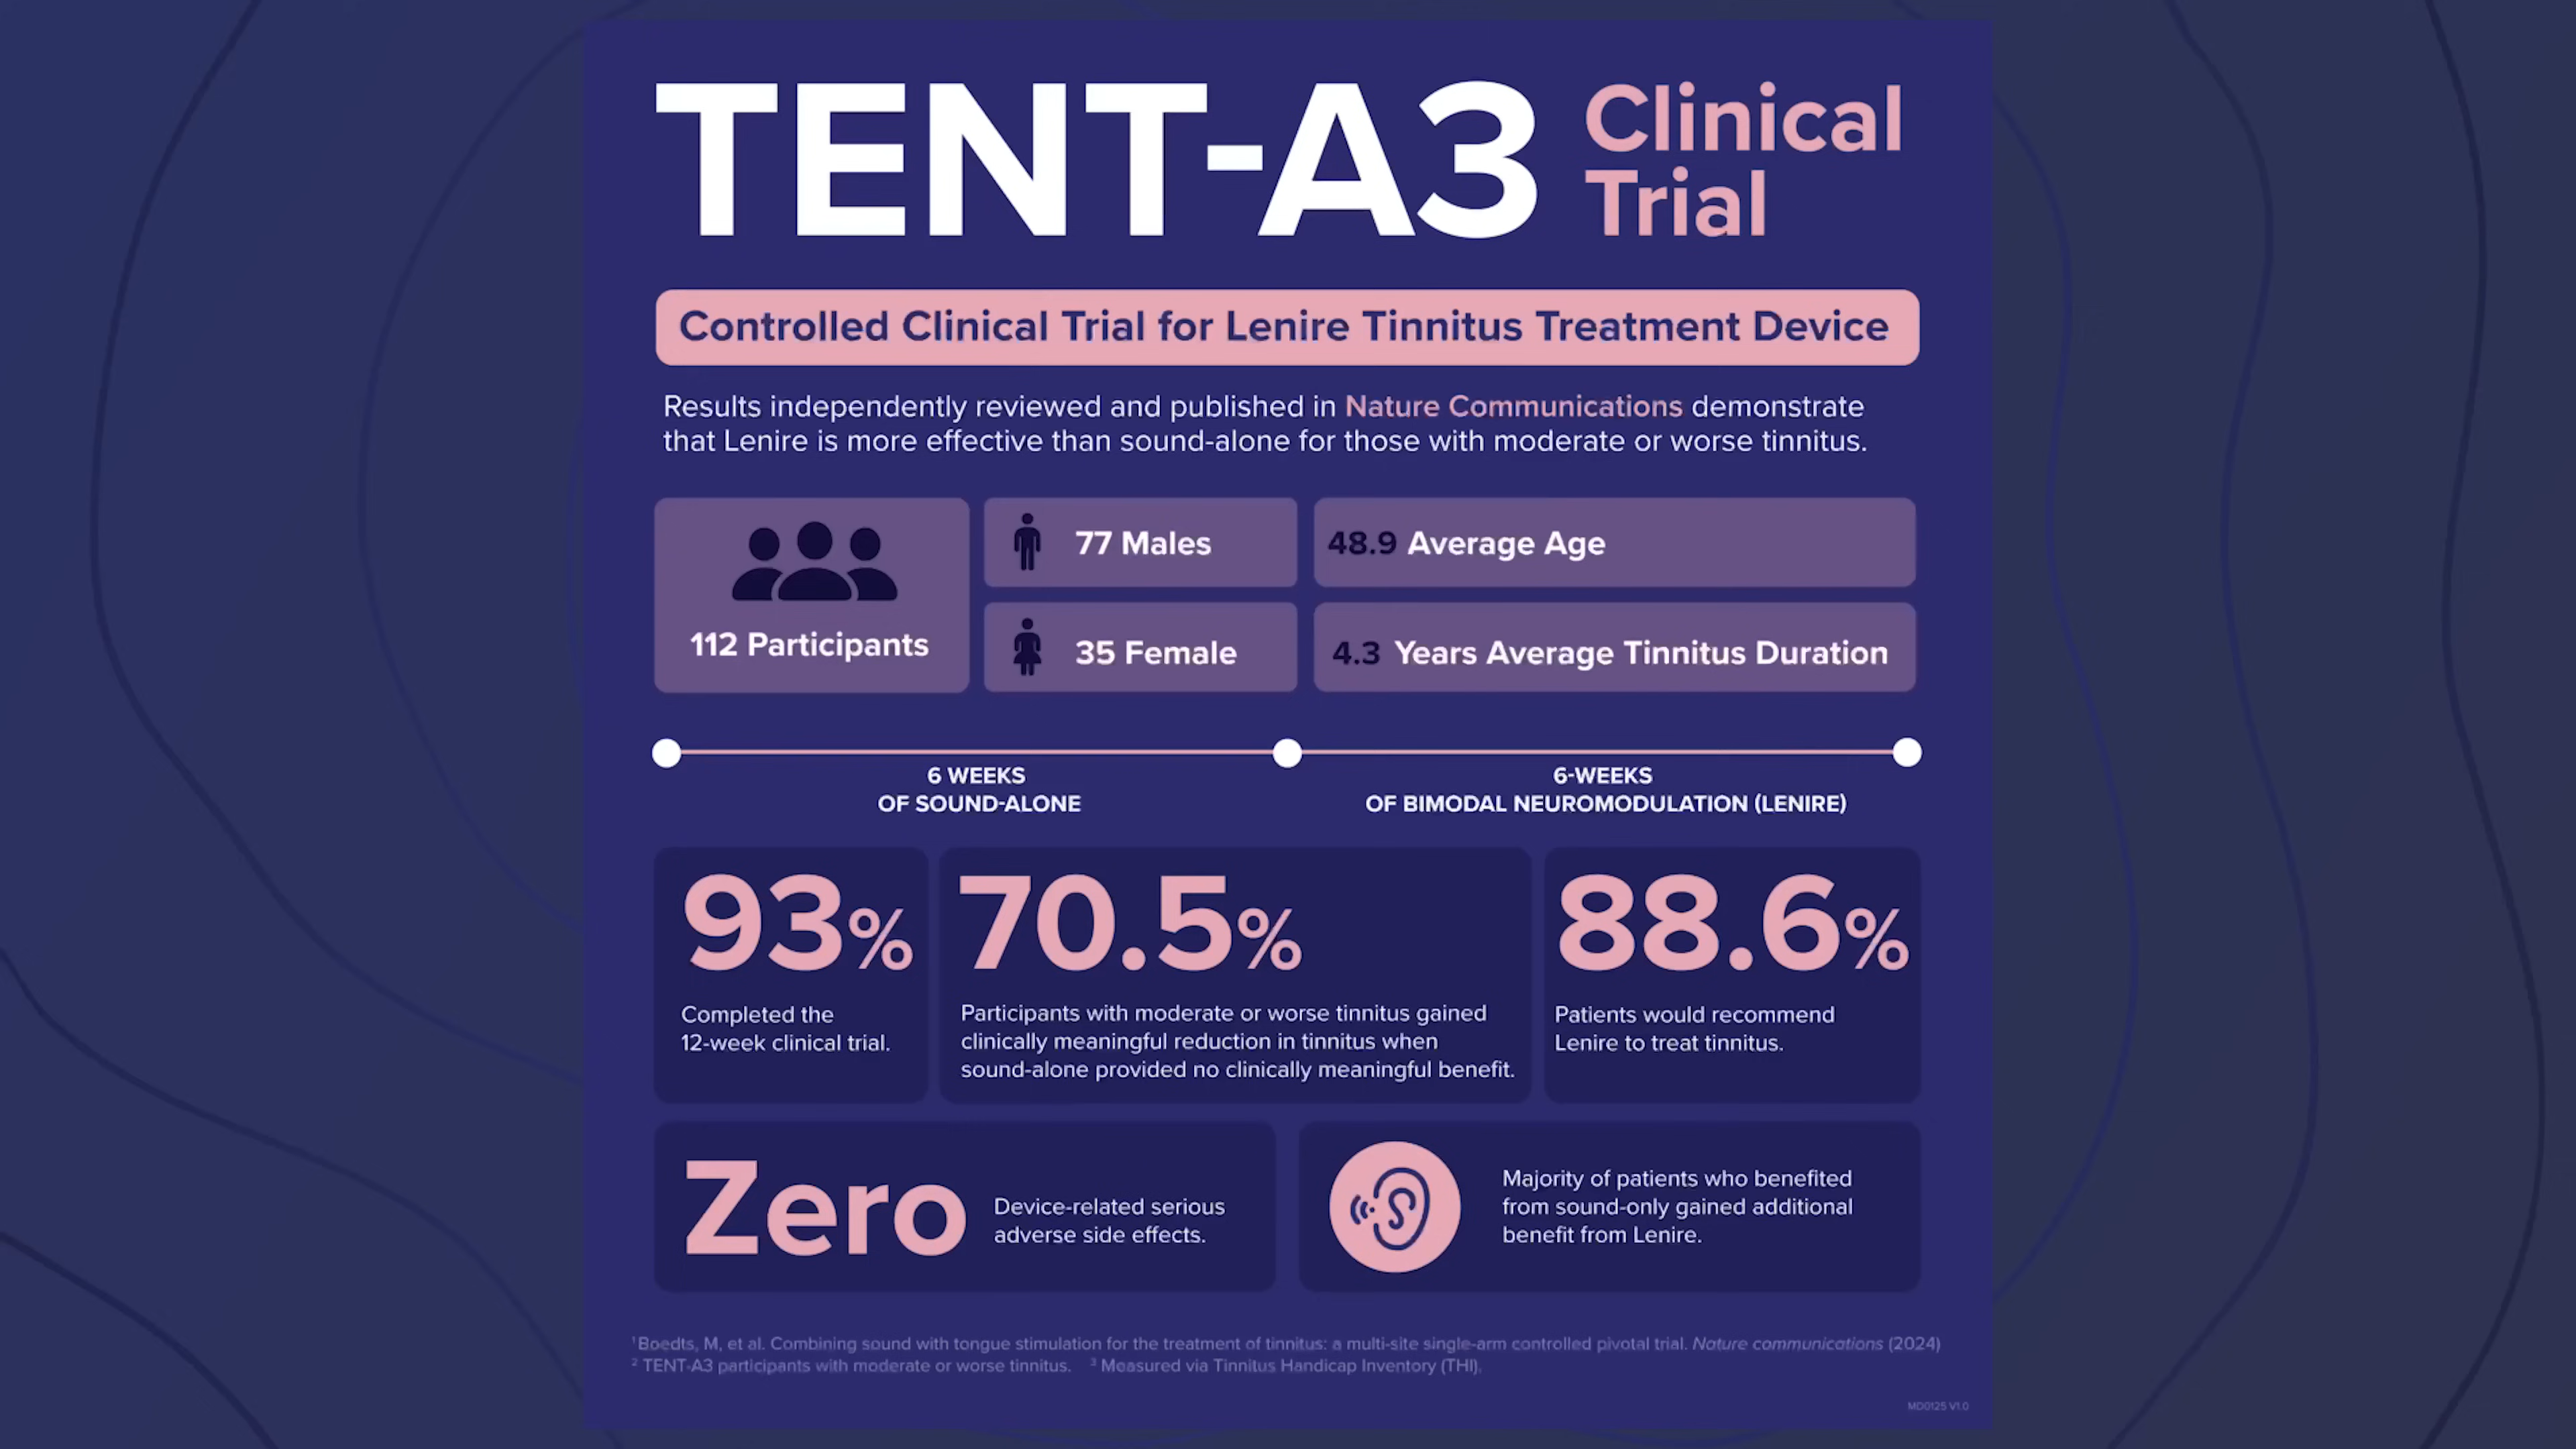 TENT-A3 Clinical
Trial
Controlled Clinical Trial for Lenire Tinnitus Treatment Device
Results independently reviewed and published in Nature Communications demonstrate
that Lenire is more effective than sound-alone for those with moderate or worse tinnitus.
112 Participants
77 Males
35 Female
48.9 Average Age
4.3 Years Average Tinnitus Duration
6 WEEKS
OF SOUND-ALONE
6-WEEKS
OF BIMODAL NEUROMODULATION (LENIRE)
93%
Completed the
12-week clinical trial.
70.5%
Participants with moderate or worse tinnitus gained
clinically meaningful reduction in tinnitus when
sound-alone provided no clinically meaningful benefit.
88.6%
Patients would recommend
Lenire to treat tinnitus.
Zero
Device-related serious
adverse side effects.
Majority of patients who benefited
from sound-only gained additional
benefit from Lenire.
¹ Boedts, M, et al. Combining sound with tongue stimulation for the treatment of tinnitus: a multi-site single-arm controlled pivotal trial. Nature communications (2024)
² TENT-A3 participants with moderate or worse tinnitus. ³ Measured via Tinnitus Handicap Inventory (THI).
MD0125 V1.0